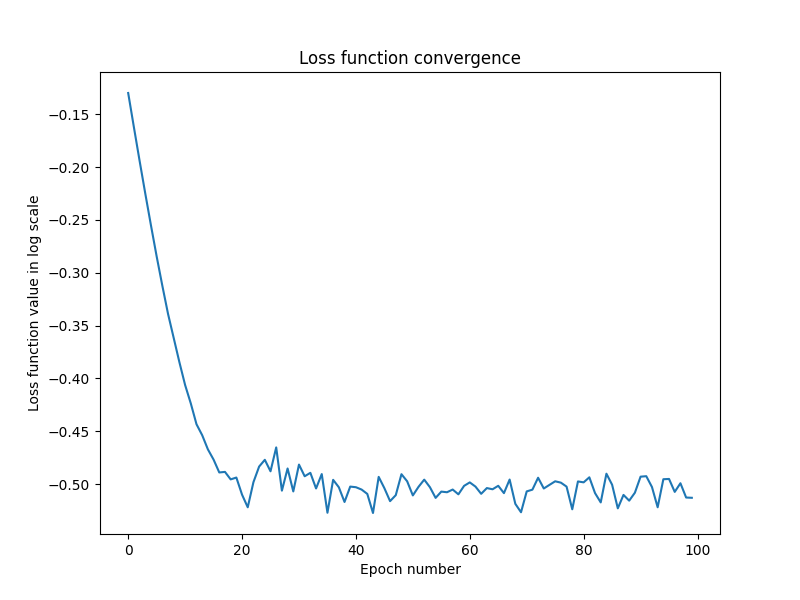 Loss function convergence
Loss function value in log scale
−0.15
−0.20
−0.25
−0.30
−0.35
−0.40
−0.45
−0.50
0 20 40 60 80 100
Epoch number